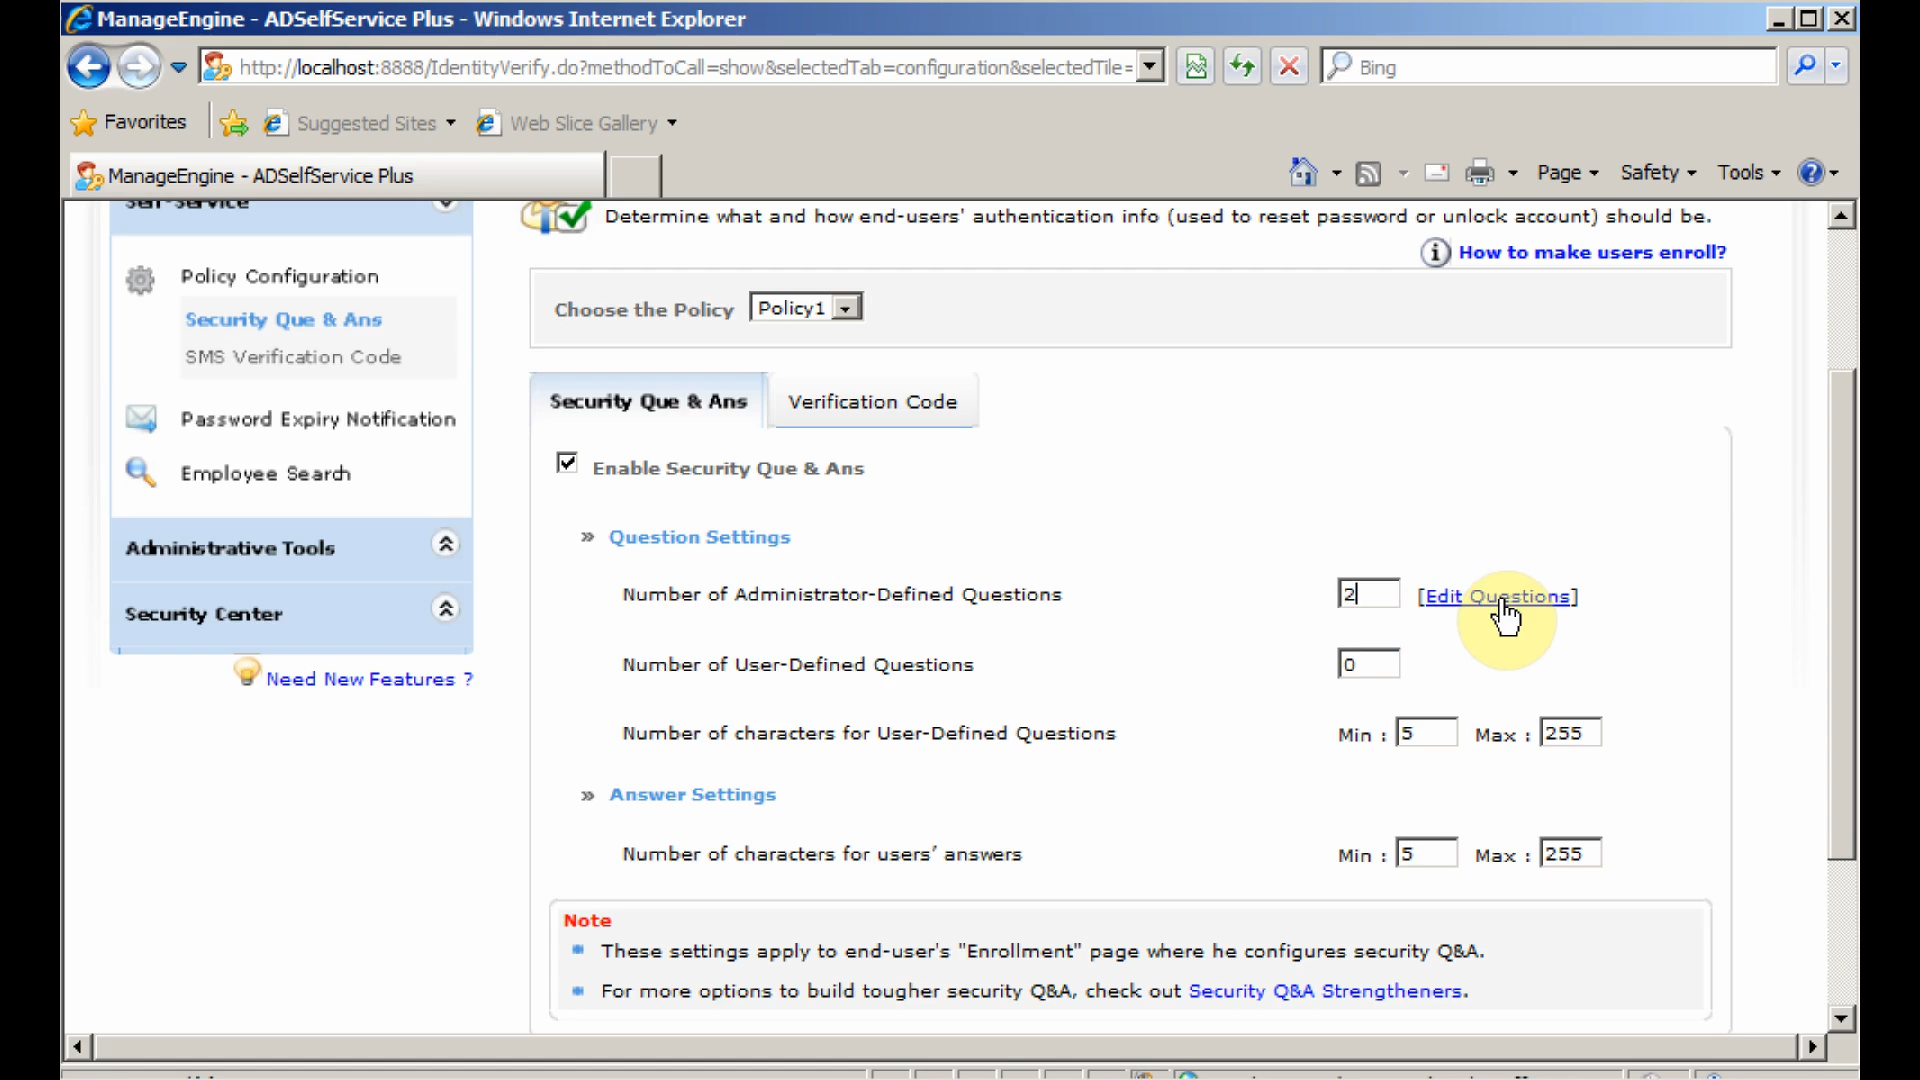 ManageEngine - ADSelfService Plus - Windows Internet Explorer
http://localhost:8888/IdentityVerify.do?methodToCall=show&selectedTab=configuration&selectedTile=
Bing
Favorites
Suggested Sites
Web Slice Gallery
ManageEngine - ADSelfService Plus
Page
Safety
Tools
Self-Service
Determine what and how end-users' authentication info (used to reset password or unlock account) should be.
How to make users enroll?
Policy Configuration
Security Que & Ans
SMS Verification Code
Password Expiry Notification
Employee Search
Administrative Tools
Security Center
Need New Features ?
Choose the Policy Policy1
Security Que & Ans
Verification Code
Enable Security Que & Ans
» Question Settings
Number of Administrator-Defined Questions 2 [Edit Questions]
Number of User-Defined Questions 0
Number of characters for User-Defined Questions Min : 5 Max : 255
» Answer Settings
Number of characters for users' answers Min : 5 Max : 255
Note
These settings apply to end-user's "Enrollment" page where he configures security Q&A.
For more options to build tougher security Q&A, check out Security Q&A Strengtheners.